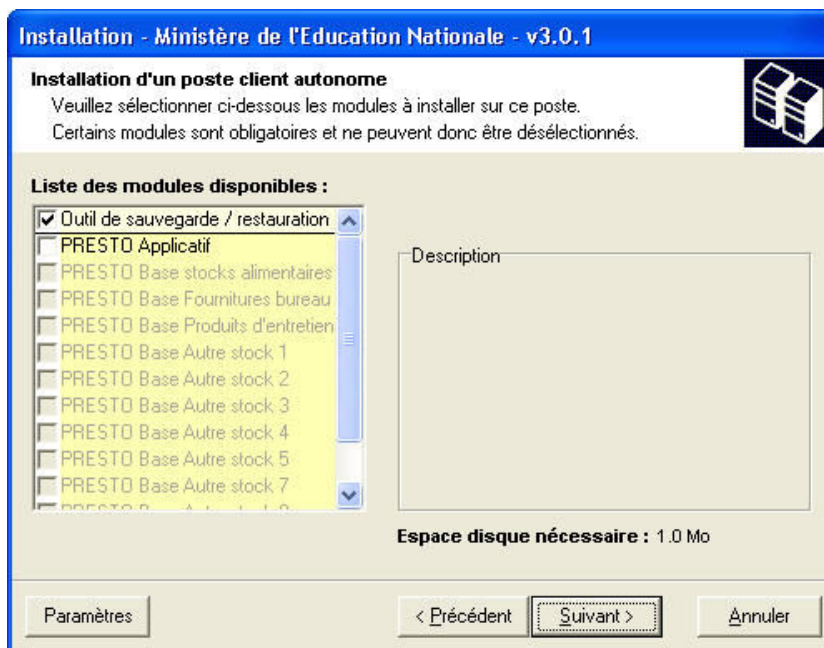 Installation - Ministère de l'Education Nationale - v3.0.1
Installation d'un poste client autonome
Veuillez sélectionner ci-dessous les modules à installer sur ce poste.
Certains modules sont obligatoires et ne peuvent donc être désélectionnés.
Liste des modules disponibles :
Outil de sauvegarde / restauration
PRESTO Applicatif
PRESTO Base stocks alimentaires
PRESTO Base Fournitures bureau
PRESTO Base Produits d'entretien
PRESTO Base Autre stock 1
PRESTO Base Autre stock 2
PRESTO Base Autre stock 3
PRESTO Base Autre stock 4
PRESTO Base Autre stock 5
PRESTO Base Autre stock 7
PRESTO Base Autre stock
Description
Espace disque nécessaire : 1.0 Mo
Paramètres
< Précédent
Suivant >
Annuler